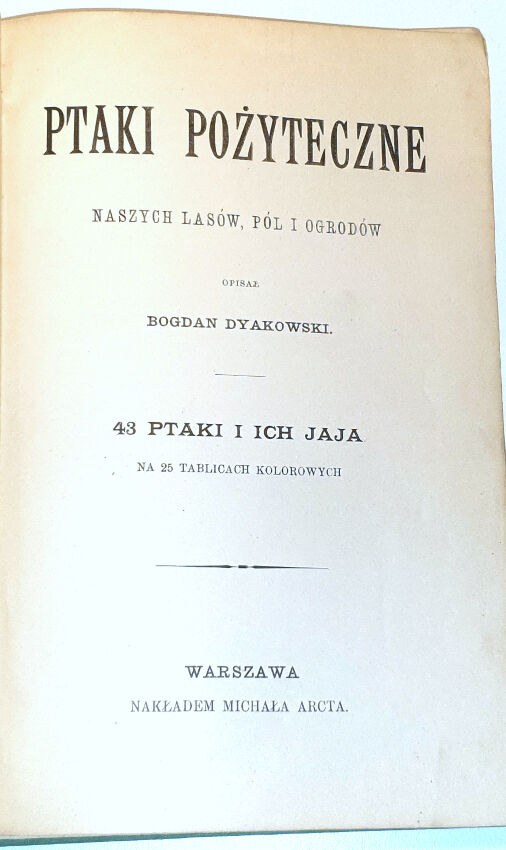 PTAKI POŻYTECZNE
NASZYCH LASÓW, PÓL I OGRODÓW
OPISAŁ
BOGDAN DYAKOWSKI.
43 PTAKI I ICH JAJA
NA 25 TABLICACH KOLOROWYCH
WARSZAWA
NAKŁADEM MICHAŁA ARCTA.